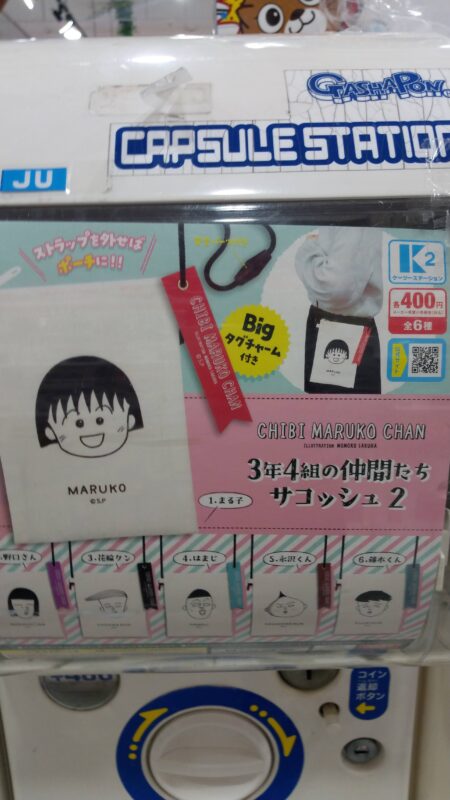 GASHAPON
CAPSULE STATION
JU
ストラップを外せば
ポーチに!!
K2
ケーツーステーション
各400円
全6種
Big
タグチャーム
付き
CHIBI MARUKO CHAN
CHIBI MARUKO CHAN
ILLUSTRATION MOMOKO SAKURA
3年4組の仲間たち
サコッシュ 2
MARUKO
©S.P
1.まる子
野口さん
3.花輪クン
4.はまじ
5.永沢くん
6.藤木くん
¥400
コイン
返却
ボタン